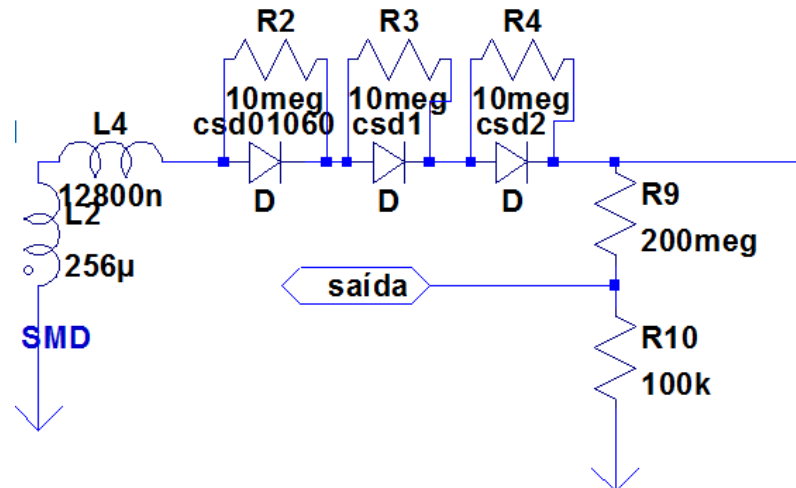 R2
R3
R4
10meg
10meg
10meg
L4
csd01060
csd1
csd2
12800n
D
D
D
L2
R9
256µ
200meg
saída
SMD
R10
100k